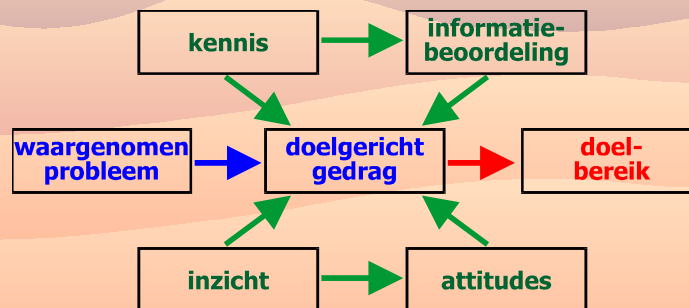 kennis
informatie-
beoordeling
waargenomen
probleem
doelgericht
gedrag
doel-
bereik
inzicht
attitudes